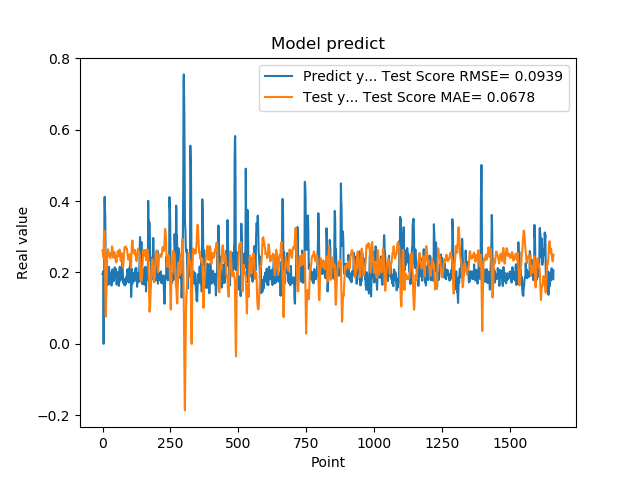 Model predict
Predict y... Test Score RMSE= 0.0939
Test y... Test Score MAE= 0.0678
Real value
0.8
0.6
0.4
0.2
0.0
−0.2
0 250 500 750 1000 1250 1500
Point